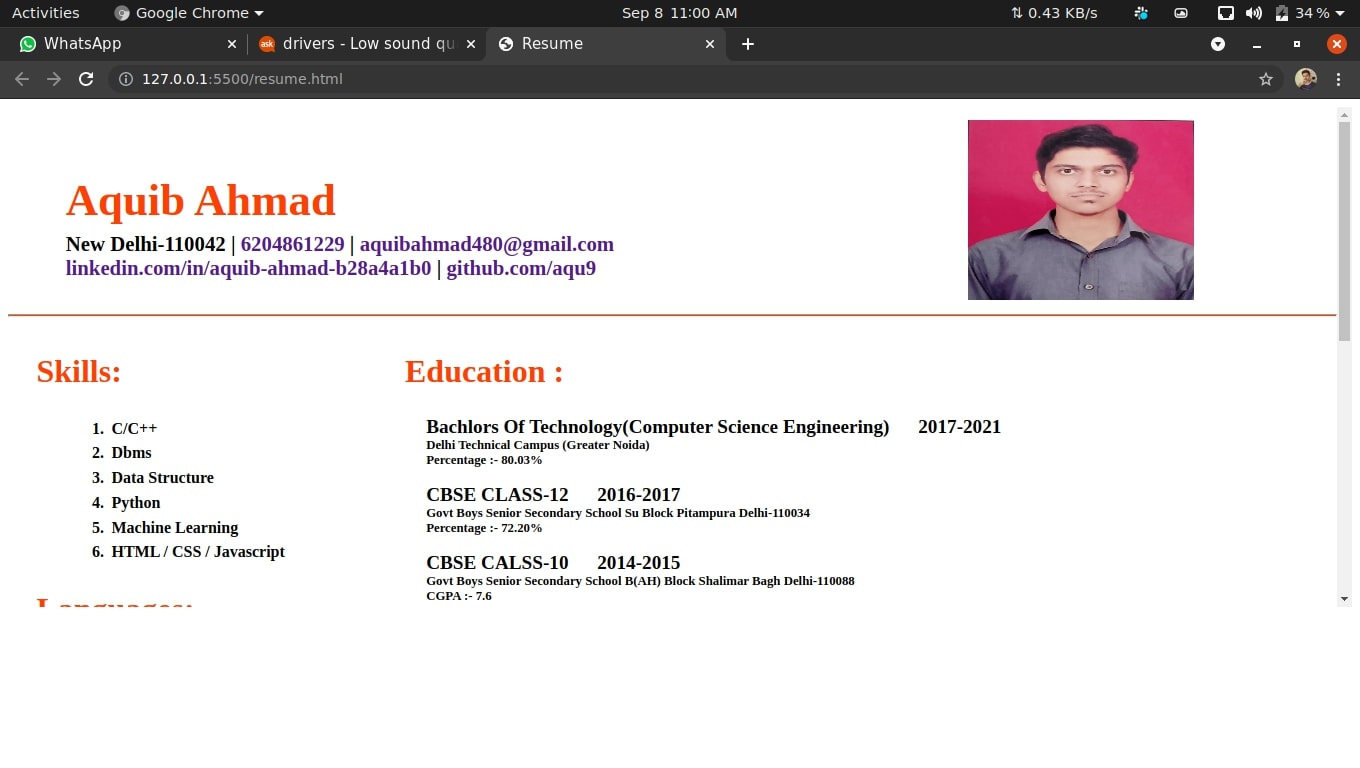 Activities Google Chrome Sep 8 11:00 AM 0.43 KB/s 34 %
WhatsApp drivers - Low sound qu Resume
127.0.0.1:5500/resume.html
Aquib Ahmad
New Delhi-110042 | 6204861229 | aquibahmad480@gmail.com
linkedin.com/in/aquib-ahmad-b28a4a1b0 | github.com/aqu9
Skills:
1. C/C++
2. Dbms
3. Data Structure
4. Python
5. Machine Learning
6. HTML / CSS / Javascript
Languages:
Education :
Bachlors Of Technology(Computer Science Engineering) 2017-2021
Delhi Technical Campus (Greater Noida)
Percentage :- 80.03%
CBSE CLASS-12 2016-2017
Govt Boys Senior Secondary School Su Block Pitampura Delhi-110034
Percentage :- 72.20%
CBSE CALSS-10 2014-2015
Govt Boys Senior Secondary School B(AH) Block Shalimar Bagh Delhi-110088
CGPA :- 7.6